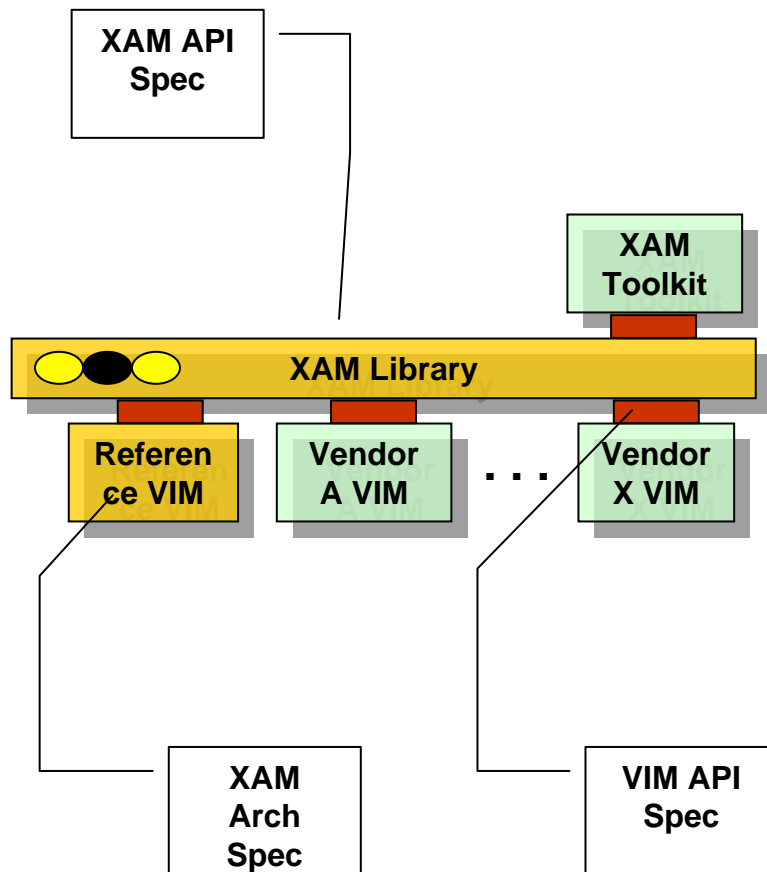 XAM API
Spec
XAM
Toolkit
XAM Library
Referen
ce VIM
Vendor
A VIM
. . .
Vendor
X VIM
XAM
Arch
Spec
VIM API
Spec